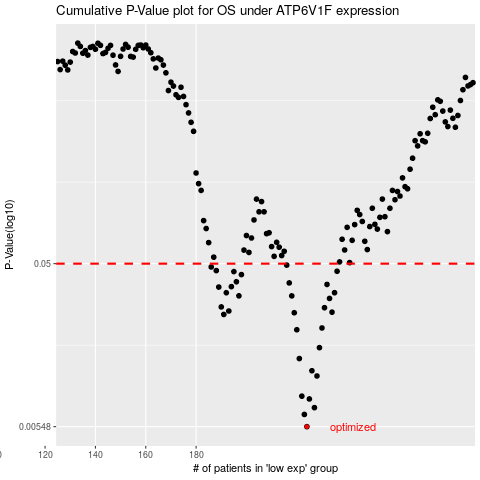 Cumulative P-Value plot for OS under ATP6V1F expression
P-Value(log10)
0.05
0.00548
optimized
0 120 140 160 180
# of patients in 'low exp' group